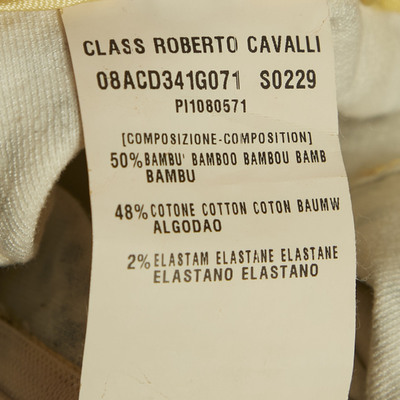 CLASS ROBERTO CAVALLI
08ACD341G071 S0229
PI1080571
[COMPOSIZIONE-COMPOSITION]
50% BAMBU' BAMBOO BAMBOU BAMB
BAMBU
48% COTONE COTTON COTON BAUMW
ALGODAO
2% ELASTAM ELASTANE ELASTANE
ELASTANO ELASTANO